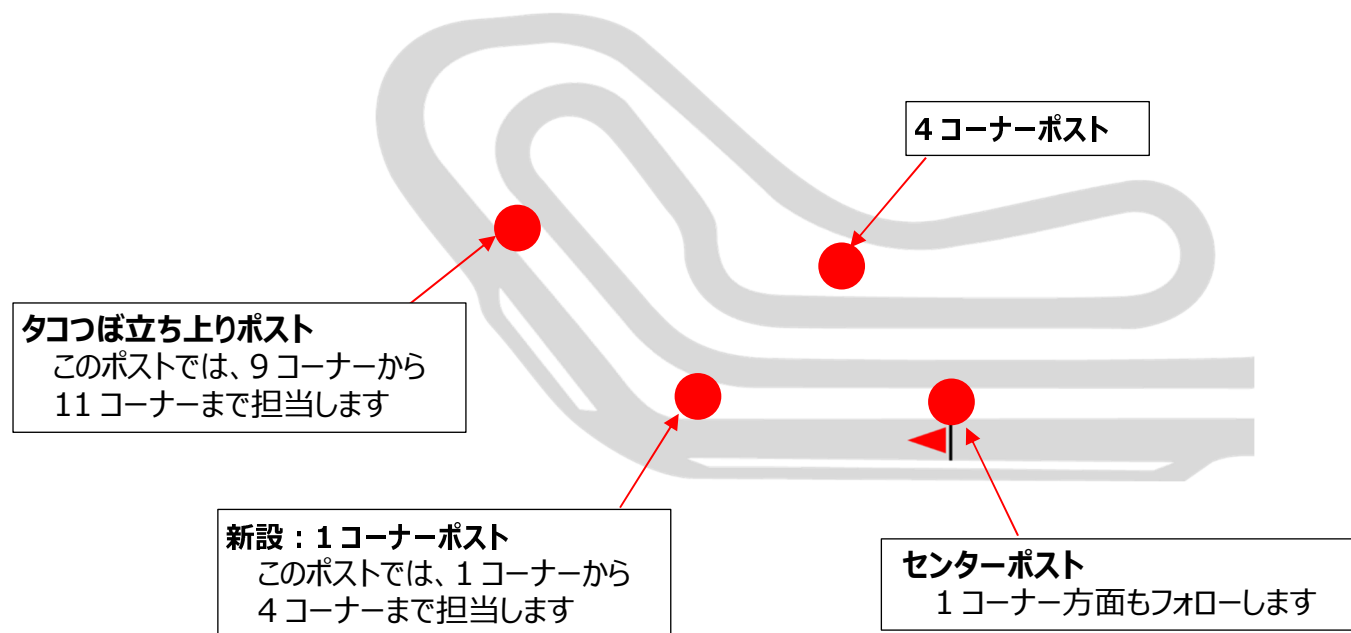 4コーナーポスト
タコつぼ立ち上りポスト
このポストでは、9コーナーから
11コーナーまで担当します
新設：1コーナーポスト
このポストでは、1コーナーから
4コーナーまで担当します
センターポスト
1コーナー方面もフォローします